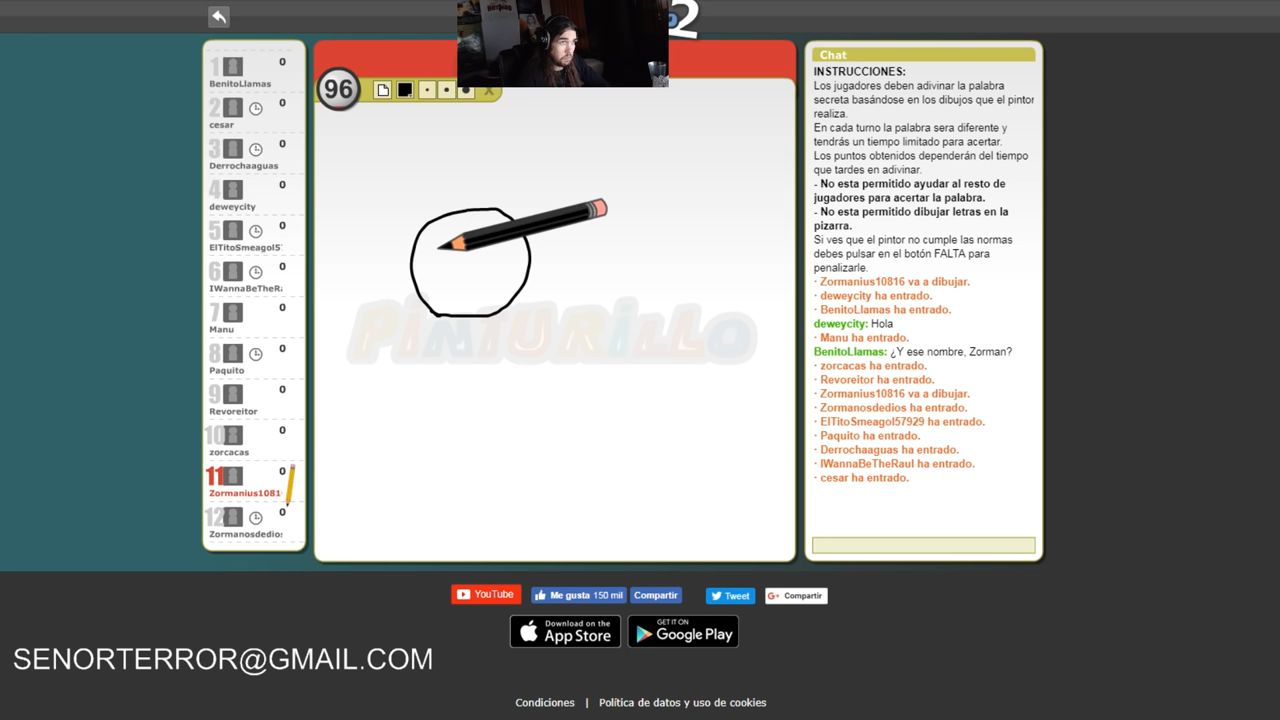 2
1
BenitoLlamas
0
2
cesar
0
3
Derrochaaguas
0
4
deweycity
0
5
ElTitoSmeagol5
0
6
IWannaBeTheRa
0
7
Manu
0
8
Paquito
0
9
Revoreitor
0
10
zorcacas
0
11
Zormanius1081
0
12
Zormanosdedios
0
96
X
PINTURILLO
Chat
INSTRUCCIONES:
Los jugadores deben adivinar la palabra
secreta basándose en los dibujos que el pintor
realiza.
En cada turno la palabra sera diferente y
tendrás un tiempo limitado para acertar.
Los puntos obtenidos dependerán del tiempo
que tardes en adivinar.
- No esta permitido ayudar al resto de
jugadores para acertar la palabra.
- No esta permitido dibujar letras en la
pizarra.
Si ves que el pintor no cumple las normas
debes pulsar en el botón FALTA para
penalizarle.
· Zormanius10816 va a dibujar.
· deweycity ha entrado.
· BenitoLlamas ha entrado.
deweycity: Hola
· Manu ha entrado.
BenitoLlamas: ¿Y ese nombre, Zorman?
· zorcacas ha entrado.
· Revoreitor ha entrado.
· Zormanius10816 va a dibujar.
· Zormanosdedios ha entrado.
· ElTitoSmeagol57929 ha entrado.
· Paquito ha entrado.
· Derrochaaguas ha entrado.
· IWannaBeTheRaul ha entrado.
· cesar ha entrado.
YouTube
Me gusta 150 mil
Compartir
Tweet
G+ Compartir
Download on the
App Store
GET IT ON
Google Play
SENORTERROR@GMAIL.COM
Condiciones | Política de datos y uso de cookies